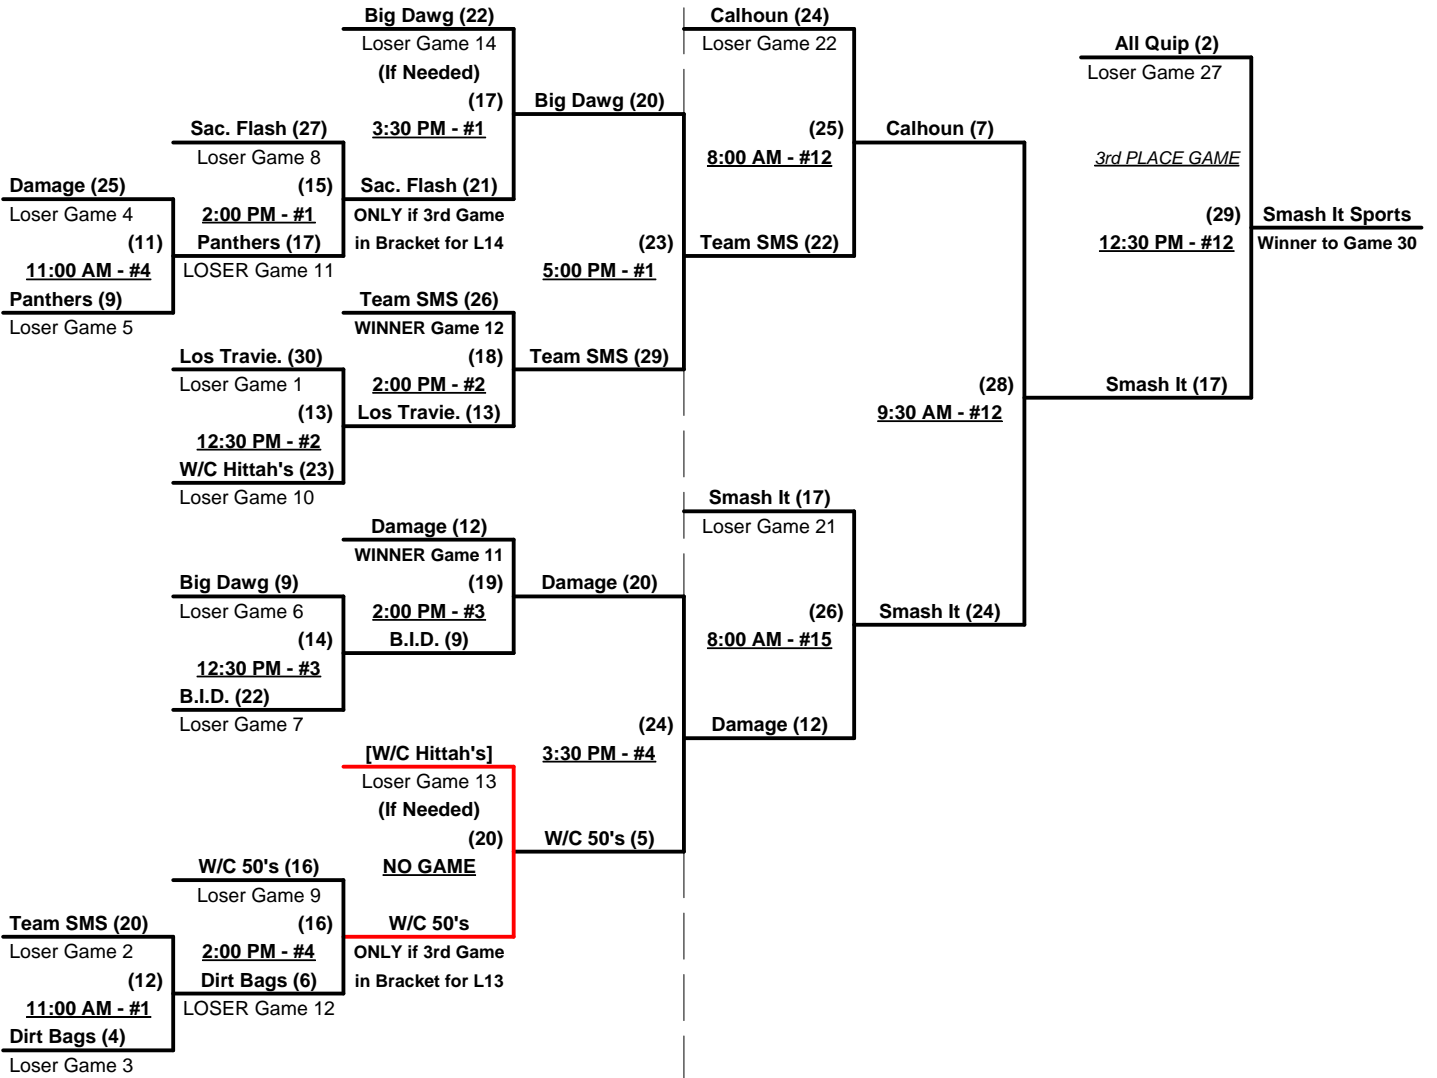 Big Dawg (22)
Loser Game 14
(If Needed)
(17)
3:30 PM - #1
Sac. Flash (27)
Loser Game 8
(15)
2:00 PM - #1
Panthers (17)
LOSER Game 11
Damage (25)
Loser Game 4
(11)
11:00 AM - #4
Panthers (9)
Loser Game 5
Sac. Flash (21)
ONLY if 3rd Game
in Bracket for L14
Big Dawg (20)
(23)
5:00 PM - #1
Team SMS (26)
WINNER Game 12
(18)
2:00 PM - #2
Los Travie. (13)
Team SMS (29)
Los Travie. (30)
Loser Game 1
(13)
12:30 PM - #2
W/C Hittah's (23)
Loser Game 10
Calhoun (24)
Loser Game 22
(25)
8:00 AM - #12
Team SMS (22)
Calhoun (7)
(28)
9:30 AM - #12
All Quip (2)
Loser Game 27
3rd PLACE GAME
(29)
12:30 PM - #12
Smash It Sports
Winner to Game 30
Smash It (17)
Damage (12)
WINNER Game 11
(19)
2:00 PM - #3
B.I.D. (9)
Big Dawg (9)
Loser Game 6
(14)
12:30 PM - #3
B.I.D. (22)
Loser Game 7
Damage (20)
(24)
3:30 PM - #4
Smash It (17)
Loser Game 21
(26)
8:00 AM - #15
Damage (12)
Smash It (24)
[W/C Hittah's]
Loser Game 13
(If Needed)
(20)
NO GAME
W/C 50's
ONLY if 3rd Game
in Bracket for L13
W/C 50's (5)
W/C 50's (16)
Loser Game 9
(16)
2:00 PM - #4
Dirt Bags (6)
LOSER Game 12
Team SMS (20)
Loser Game 2
(12)
11:00 AM - #1
Dirt Bags (4)
Loser Game 3